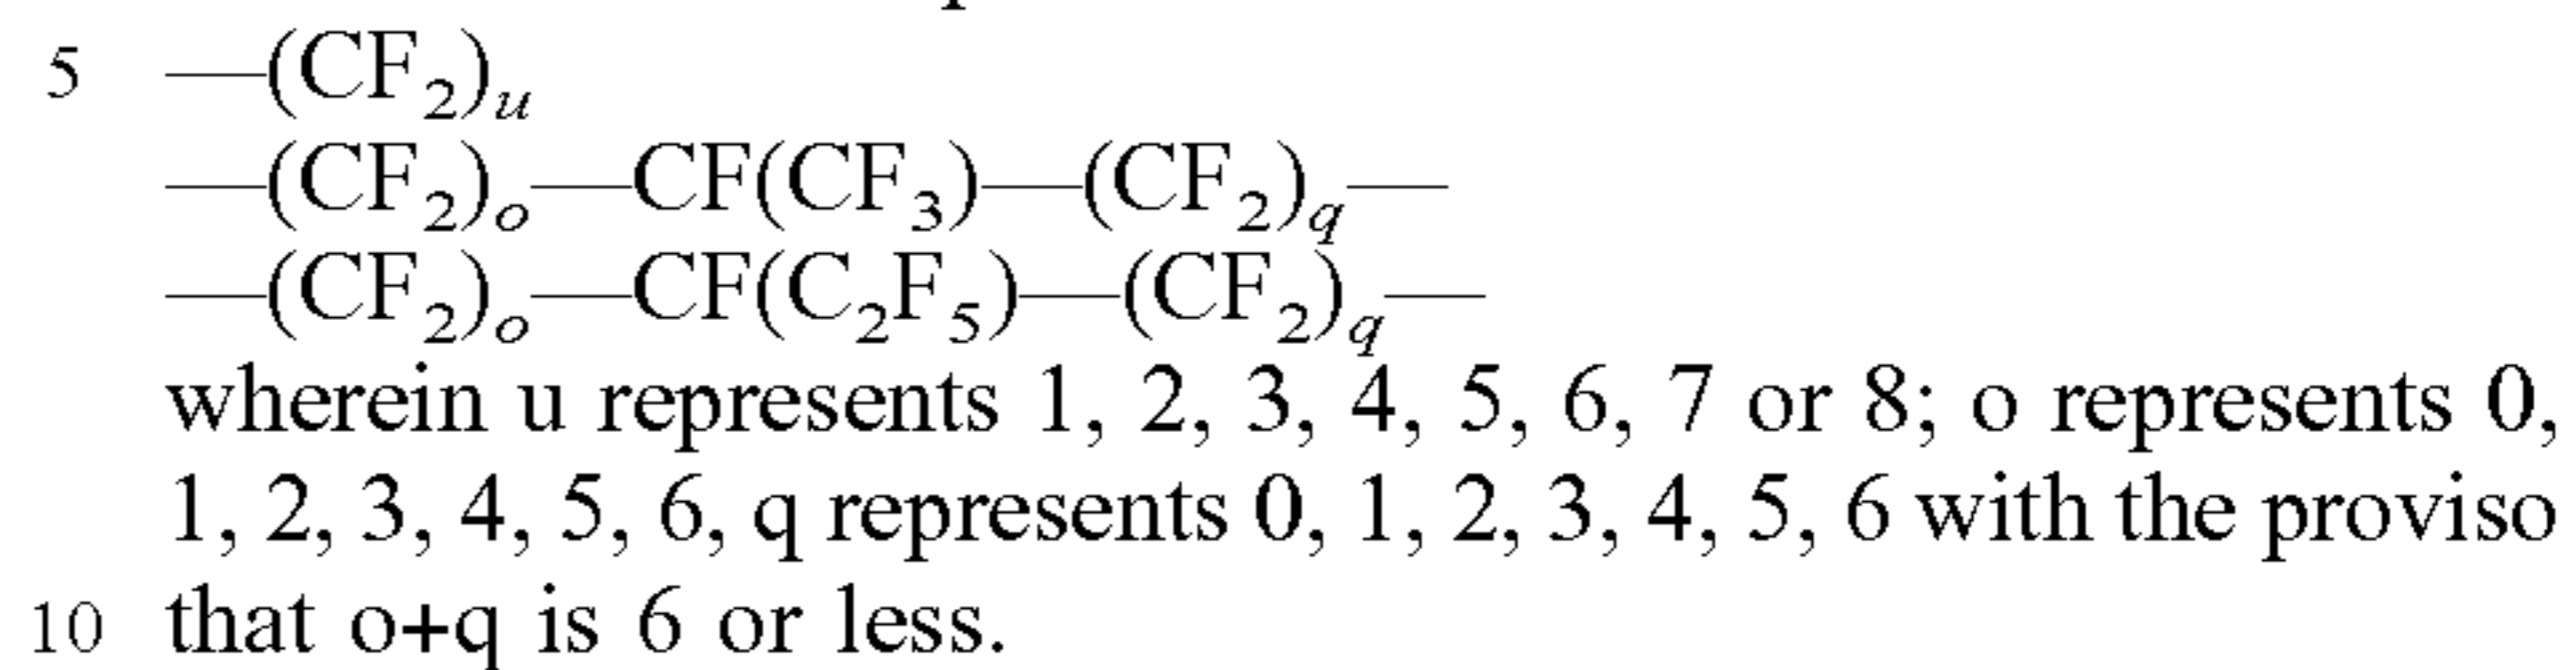 5 —(CF₂)ᵤ
—(CF₂)ₒ—CF(CF₃)—(CF₂)q—
—(CF₂)ₒ—CF(C₂F₅)—(CF₂)q—
wherein u represents 1, 2, 3, 4, 5, 6, 7 or 8; o represents 0,
1, 2, 3, 4, 5, 6, q represents 0, 1, 2, 3, 4, 5, 6 with the proviso
10 that o+q is 6 or less.